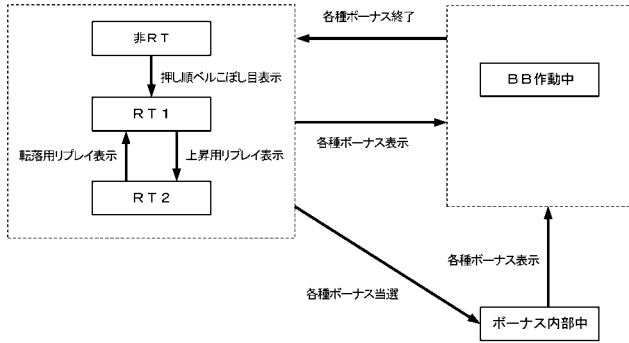 各種ボーナス終了
非RT
BB作動中
押し順ベルこぼし目表示
RT1
各種ボーナス表示
転落用リプレイ表示
上昇用リプレイ表示
RT2
各種ボーナス表示
各種ボーナス当選
ボーナス内部中